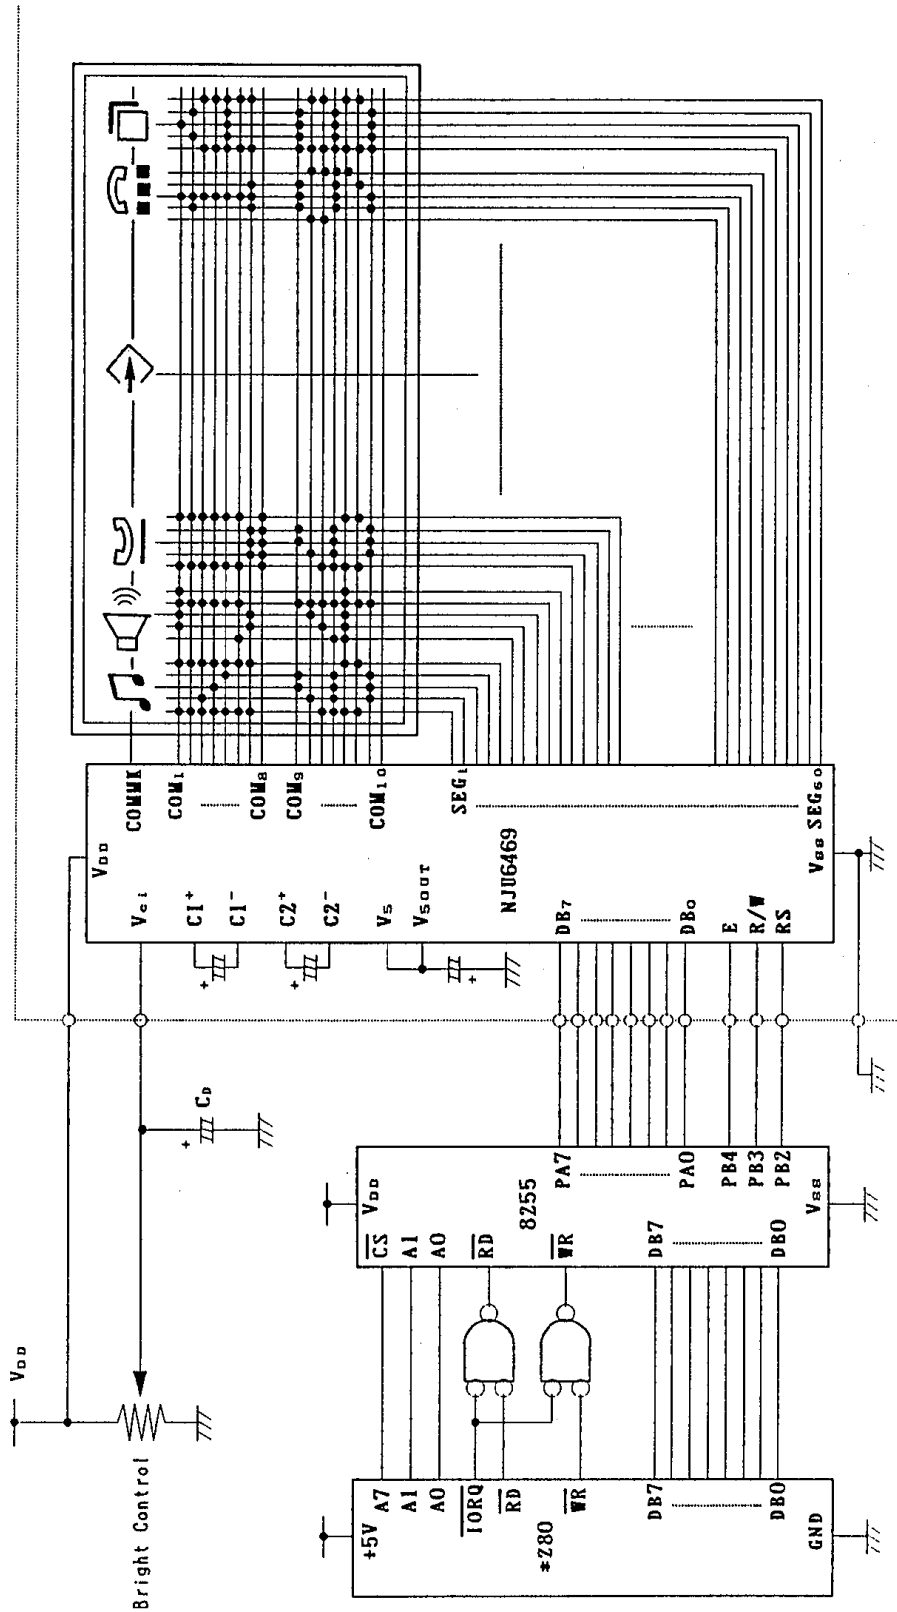 COMMK
COM1
COM8
COM9
COM10
SEG1
SEG60
VDD
VSS
Vci
C1+
C1-
C2+
C2-
V5
V5OUT
NJU6469
DB7
DB0
E
R/W
RS
CD
+
+
+
+
VDD
Bright Control
VDD
8255
CS
A1
A0
RD
WR
DB7
DB0
PA7
PA0
PB4
PB3
PB2
VSS
+5V
A7
A1
A0
IORQ
RD
*Z80
WR
DB7
DB0
GND